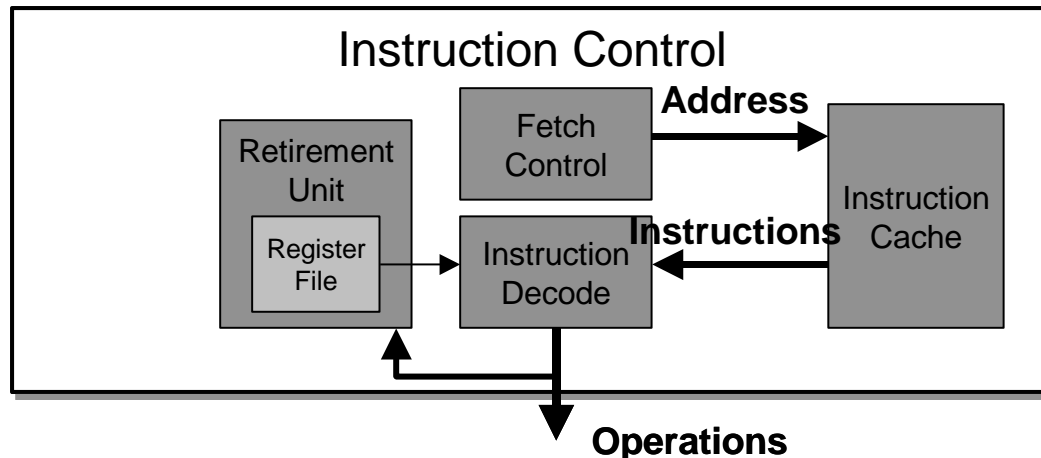 Instruction Control
Address
Fetch
Control
Retirement
Unit
Instruction
Cache
Instructions
Register
File
Instruction
Decode
Operations